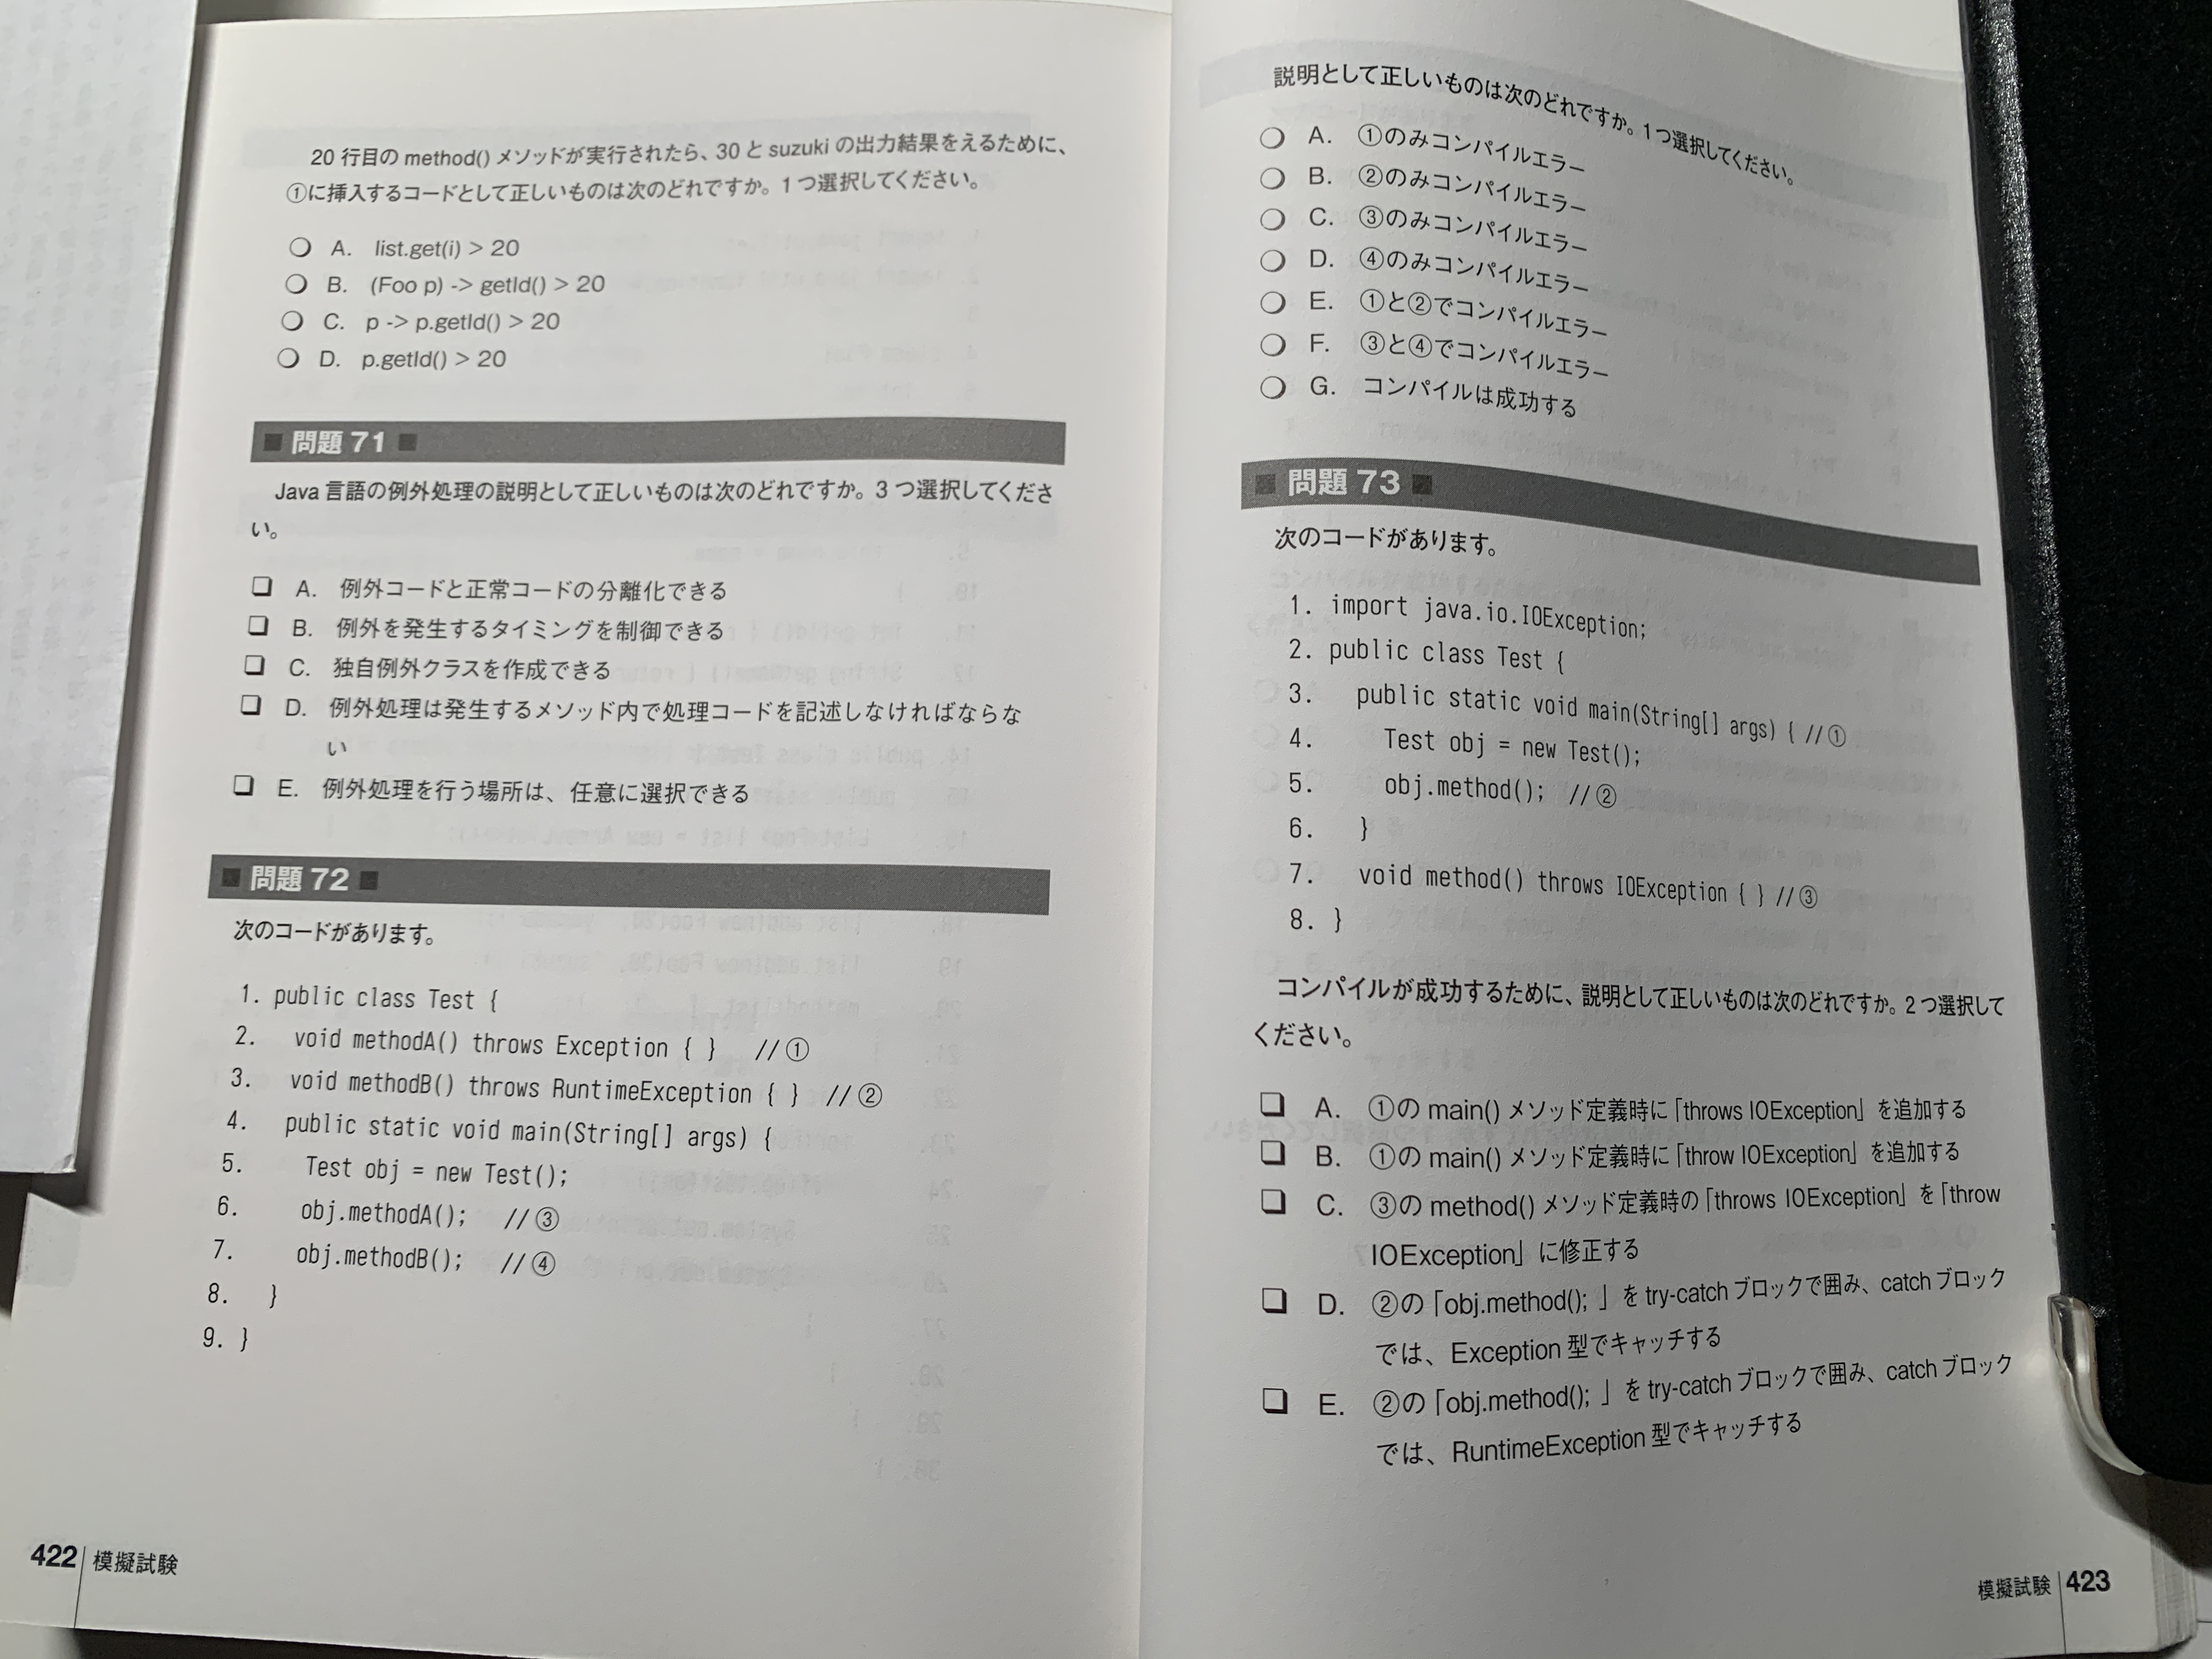 20 行目の method() メソッドが実行されたら、30 と suzuki の出力結果をえるために、
①に挿入するコードとして正しいものは次のどれですか。1 つ選択してください。
○ A. list.get(i) > 20
○ B. (Foo p) -> getId() > 20
○ C. p -> p.getId() > 20
○ D. p.getId() > 20
■ 問題 71 ■
Java 言語の例外処理の説明として正しいものは次のどれですか。3 つ選択してくださ
い。
❏ A. 例外コードと正常コードの分離化できる
❏ B. 例外を発生するタイミングを制御できる
❏ C. 独自例外クラスを作成できる
❏ D. 例外処理は発生するメソッド内で処理コードを記述しなければならな
い
❏ E. 例外処理を行う場所は、任意に選択できる
■ 問題 72 ■
次のコードがあります。
1. public class Test {
2. void methodA() throws Exception { } // ①
3. void methodB() throws RuntimeException { } // ②
4. public static void main(String[] args) {
5. Test obj = new Test();
6. obj.methodA(); // ③
7. obj.methodB(); // ④
8. }
9. }
422 模擬試験
説明として正しいものは次のどれですか。1 つ選択してください。
○ A. ①のみコンパイルエラー
○ B. ②のみコンパイルエラー
○ C. ③のみコンパイルエラー
○ D. ④のみコンパイルエラー
○ E. ①と②でコンパイルエラー
○ F. ③と④でコンパイルエラー
○ G. コンパイルは成功する
■ 問題 73 ■
次のコードがあります。
1. import java.io.IOException;
2. public class Test {
3. public static void main(String[] args) { // ①
4. Test obj = new Test();
5. obj.method(); // ②
6. }
7. void method() throws IOException { } // ③
8. }
コンパイルが成功するために、説明として正しいものは次のどれですか。2 つ選択して
ください。
❏ A. ①の main() メソッド定義時に「throws IOException」を追加する
❏ B. ①の main() メソッド定義時に「throw IOException」を追加する
❏ C. ③の method() メソッド定義時の「throws IOException」を「throw
IOException」に修正する
❏ D. ②の「obj.method(); 」を try-catch ブロックで囲み、catch ブロック
では、Exception 型でキャッチする
❏ E. ②の「obj.method(); 」を try-catch ブロックで囲み、catch ブロック
では、RuntimeException 型でキャッチする
模擬試験 423